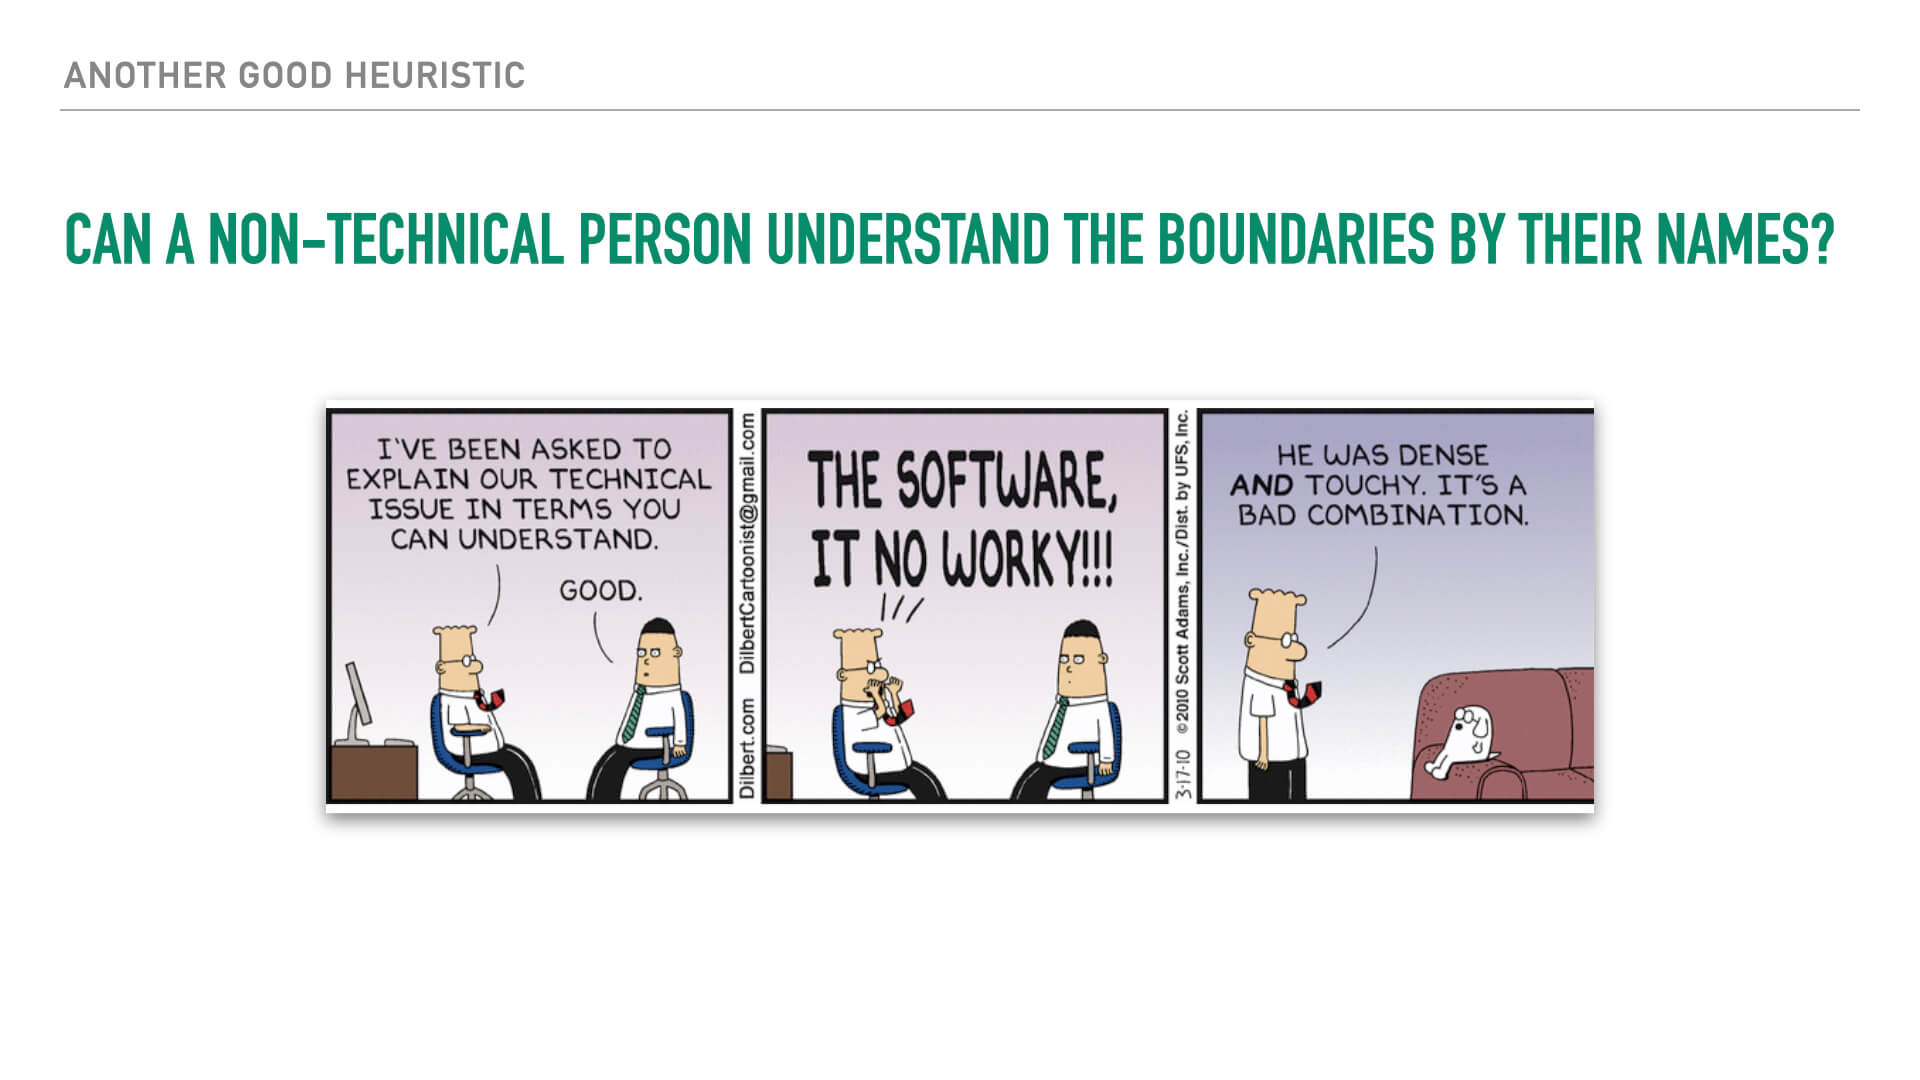 ANOTHER GOOD HEURISTIC
CAN A NON-TECHNICAL PERSON UNDERSTAND THE BOUNDARIES BY THEIR NAMES?
I'VE BEEN ASKED TO
EXPLAIN OUR TECHNICAL
ISSUE IN TERMS YOU
CAN UNDERSTAND.
GOOD.
Dilbert.com DilbertCartoonist@gmail.com
THE SOFTWARE,
IT NO WORKY!!!
3-17-10 ©2010 Scott Adams, Inc./Dist. by UFS, Inc.
HE WAS DENSE
AND TOUCHY. IT'S A
BAD COMBINATION.